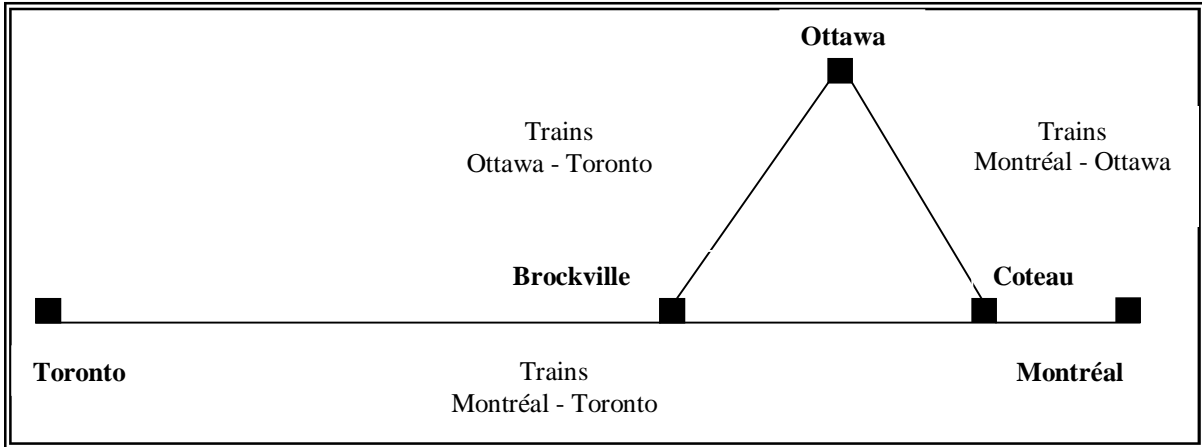 Ottawa
Trains
Ottawa - Toronto
Trains
Montréal - Ottawa
Brockville
Coteau
Toronto
Trains
Montréal - Toronto
Montréal